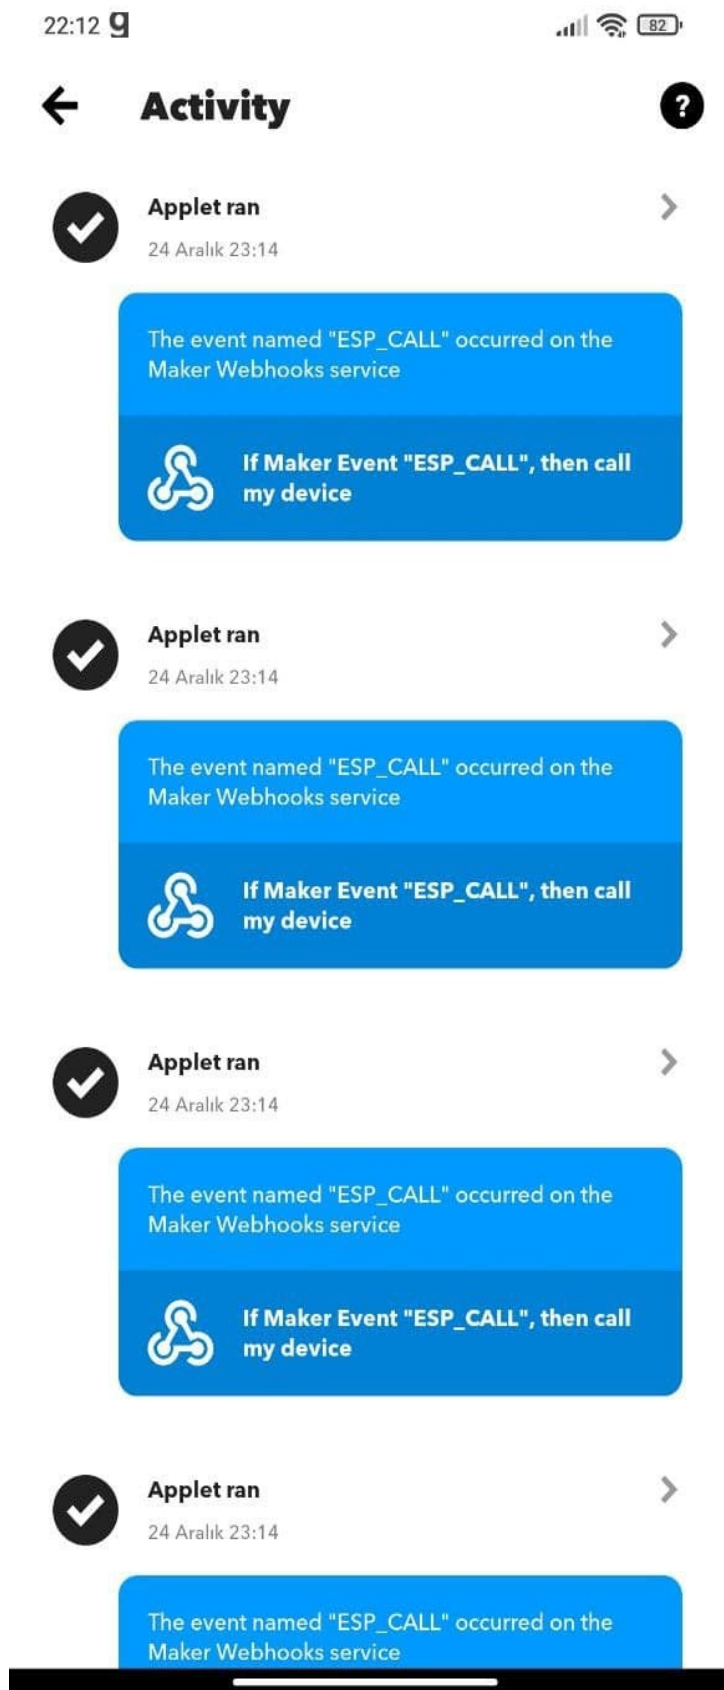 22:12 g 82
Activity ?
Applet ran
24 Aralık 23:14
The event named "ESP_CALL" occurred on the
Maker Webhooks service
If Maker Event "ESP_CALL", then call
my device
Applet ran
24 Aralık 23:14
The event named "ESP_CALL" occurred on the
Maker Webhooks service
If Maker Event "ESP_CALL", then call
my device
Applet ran
24 Aralık 23:14
The event named "ESP_CALL" occurred on the
Maker Webhooks service
If Maker Event "ESP_CALL", then call
my device
Applet ran
24 Aralık 23:14
The event named "ESP_CALL" occurred on the
Maker Webhooks service